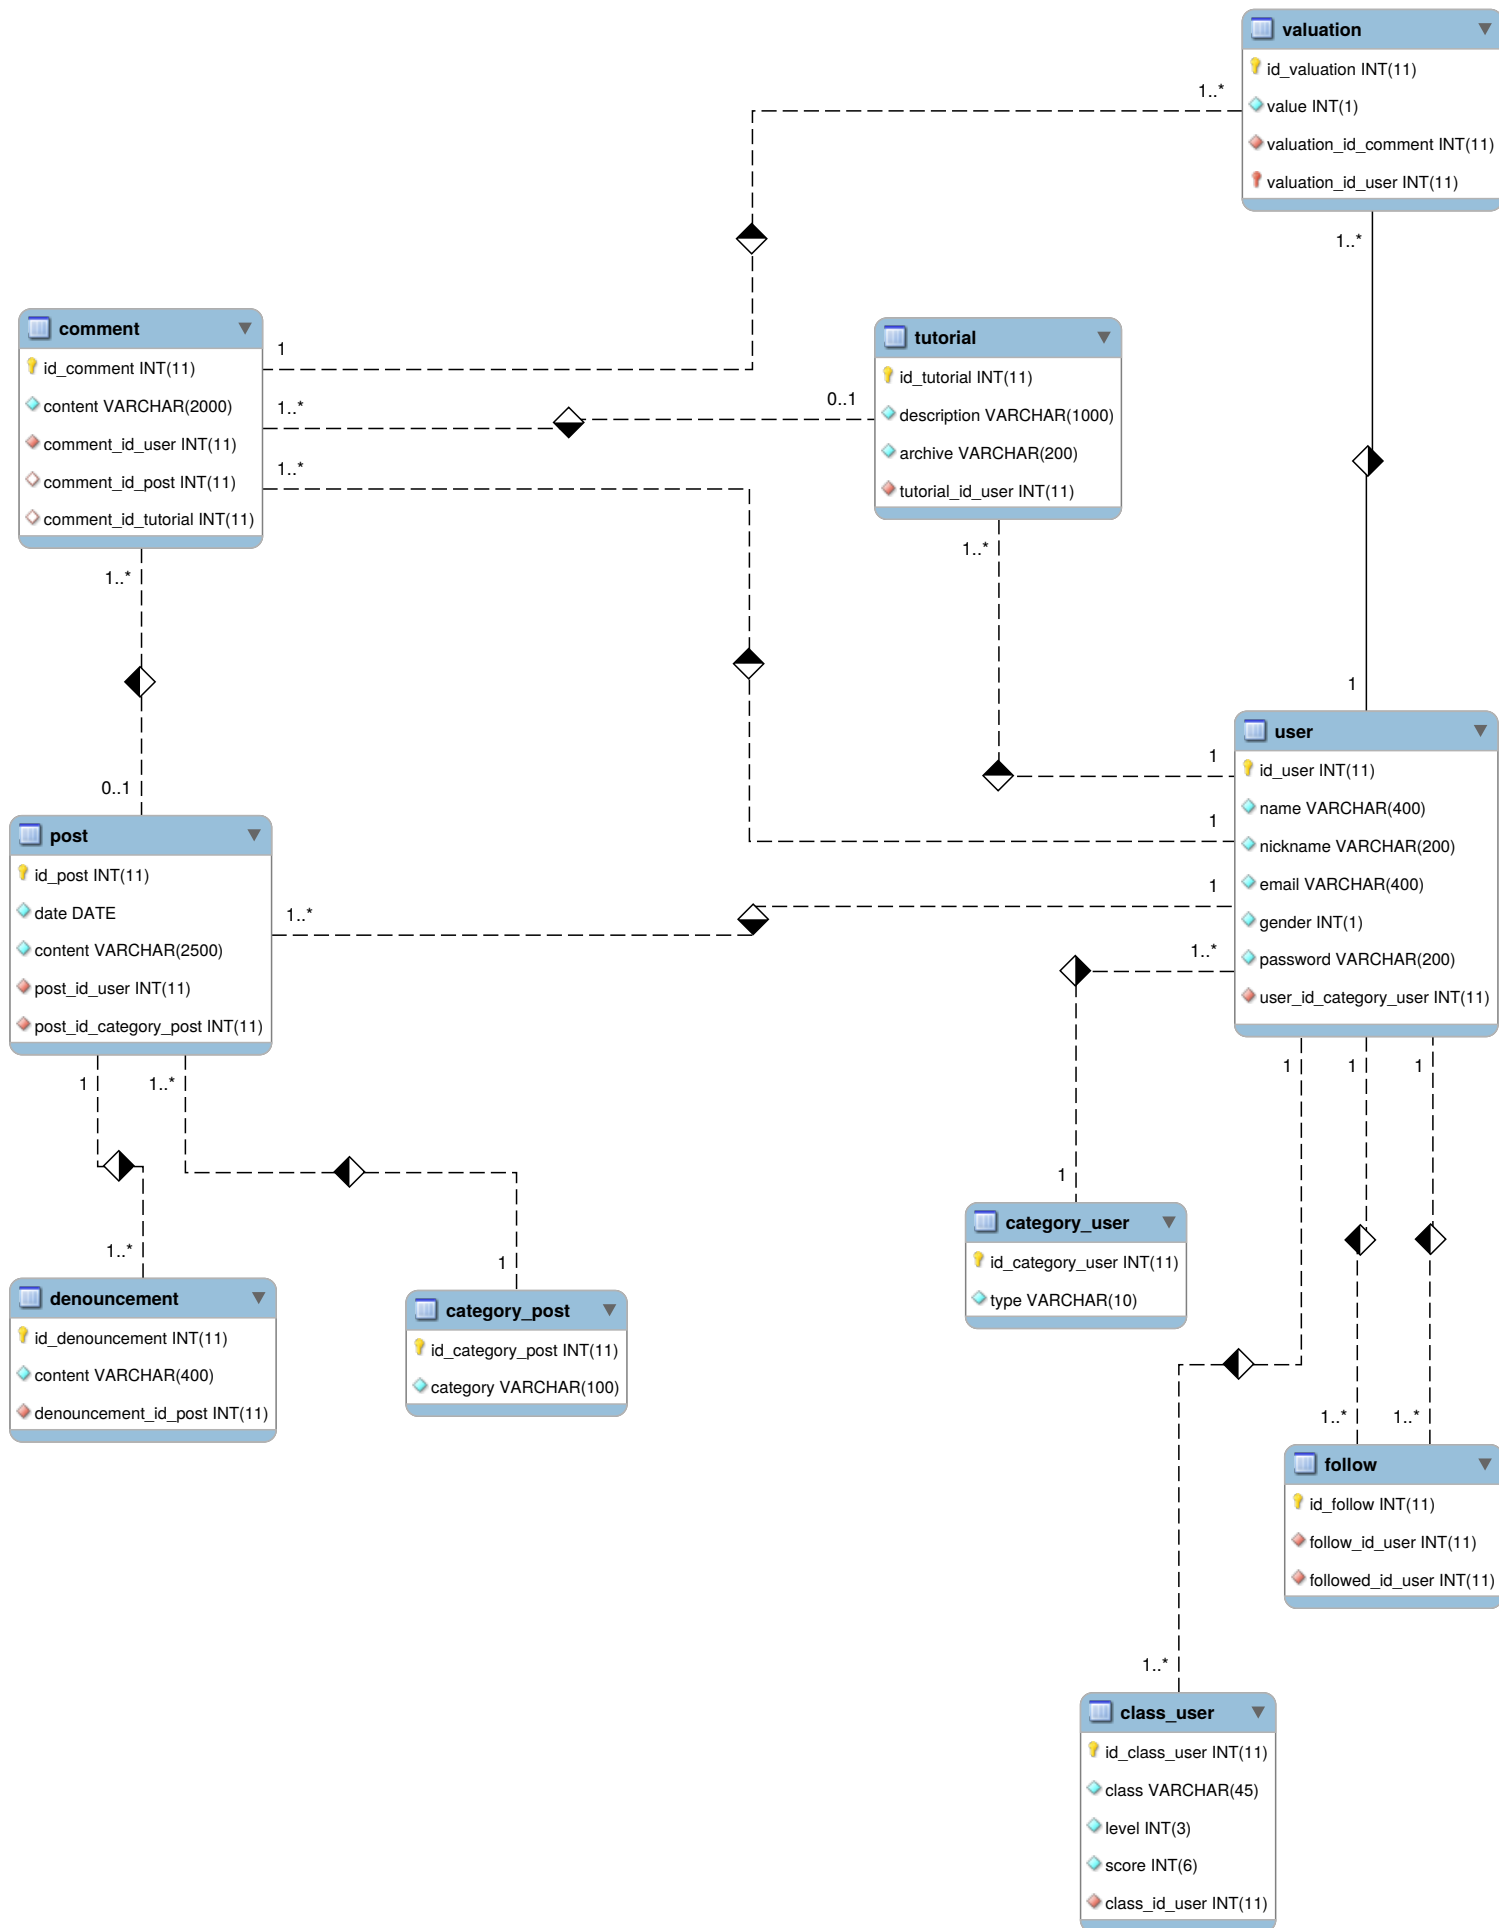 valuation
id_valuation INT(11)
value INT(1)
valuation_id_comment INT(11)
valuation_id_user INT(11)
1..*
1..*
comment
id_comment INT(11)
content VARCHAR(2000)
comment_id_user INT(11)
comment_id_post INT(11)
comment_id_tutorial INT(11)
1
1..*
1..*
1..*
0..1
tutorial
id_tutorial INT(11)
description VARCHAR(1000)
archive VARCHAR(200)
tutorial_id_user INT(11)
0..1
1..*
1
user
id_user INT(11)
name VARCHAR(400)
nickname VARCHAR(200)
email VARCHAR(400)
gender INT(1)
password VARCHAR(200)
user_id_category_user INT(11)
1
1
1
1..*
1
1
1
post
id_post INT(11)
date DATE
content VARCHAR(2500)
post_id_user INT(11)
post_id_category_post INT(11)
1..*
1
1..*
1..*
1
denouncement
id_denouncement INT(11)
content VARCHAR(400)
denouncement_id_post INT(11)
category_post
id_category_post INT(11)
category VARCHAR(100)
1
category_user
id_category_user INT(11)
type VARCHAR(10)
1..*
1..*
follow
id_follow INT(11)
follow_id_user INT(11)
followed_id_user INT(11)
1..*
class_user
id_class_user INT(11)
class VARCHAR(45)
level INT(3)
score INT(6)
class_id_user INT(11)